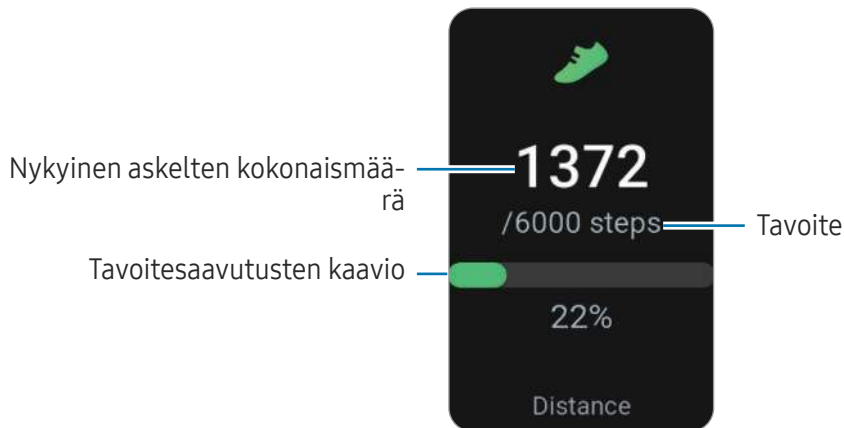 1372
Nykyinen askelten kokonaismää-
rä
/6000 steps
Tavoite
Tavoitesaavutusten kaavio
22%
Distance